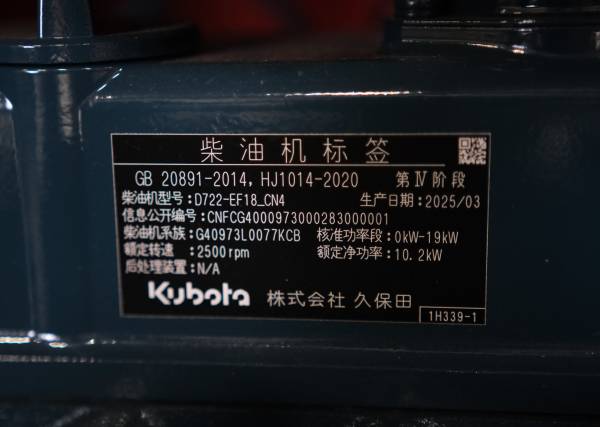 柴油机标签
GB 20891-2014, HJ1014-2020 第Ⅳ阶段
柴油机型号: D722-EF18_CN4 生产日期: 2025/03
信息公开编号: CNFCG4000973000283000001
柴油机系族: G40973L0077KCB 核准功率段: 0kW-19kW
额定转速: 2500rpm 额定净功率: 10.2kW
后处理装置: N/A
Kubota 株式会社 久保田
1H339-1